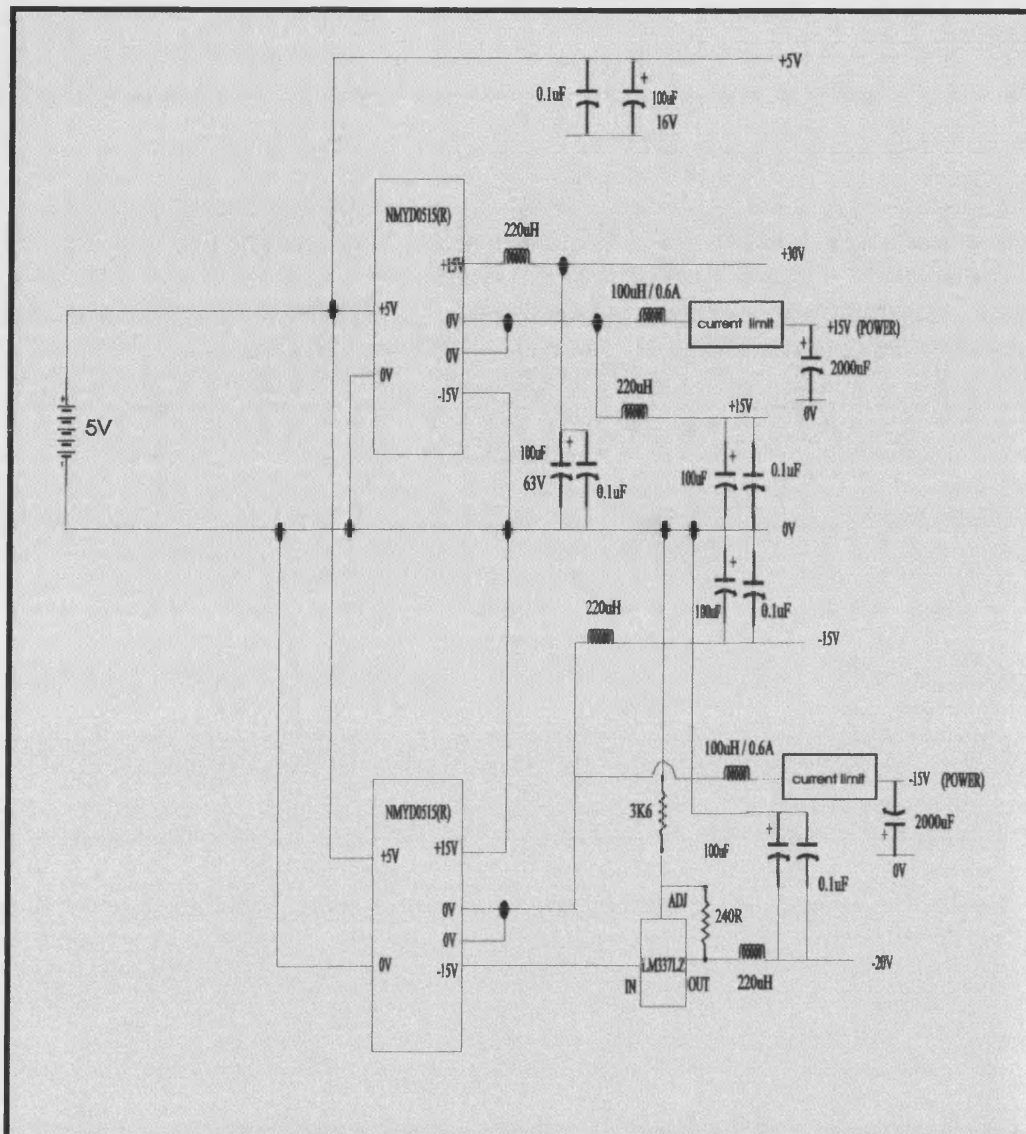 +5V
0.1uF
+
100uF
16V
NMYD0515(R)
220uH
+15V
+30V
100uH / 0.6A
+5V
0V
current limit
+15V (POWER)
+
0V
2000uF
0V
-15V
220uH
+15V
0V
+
5V
-
100uF
+
63V
0.1uF
+
100uF
0.1uF
0V
+
100uF
0.1uF
220uH
-15V
100uH / 0.6A
current limit
-15V (POWER)
NMYD0515(R)
3K6
2000uF
+
+
100uF
0V
+5V
+15V
0.1uF
ADJ
240R
0V
0V
0V
-15V
LM337LZ
-20V
IN
OUT
220uH